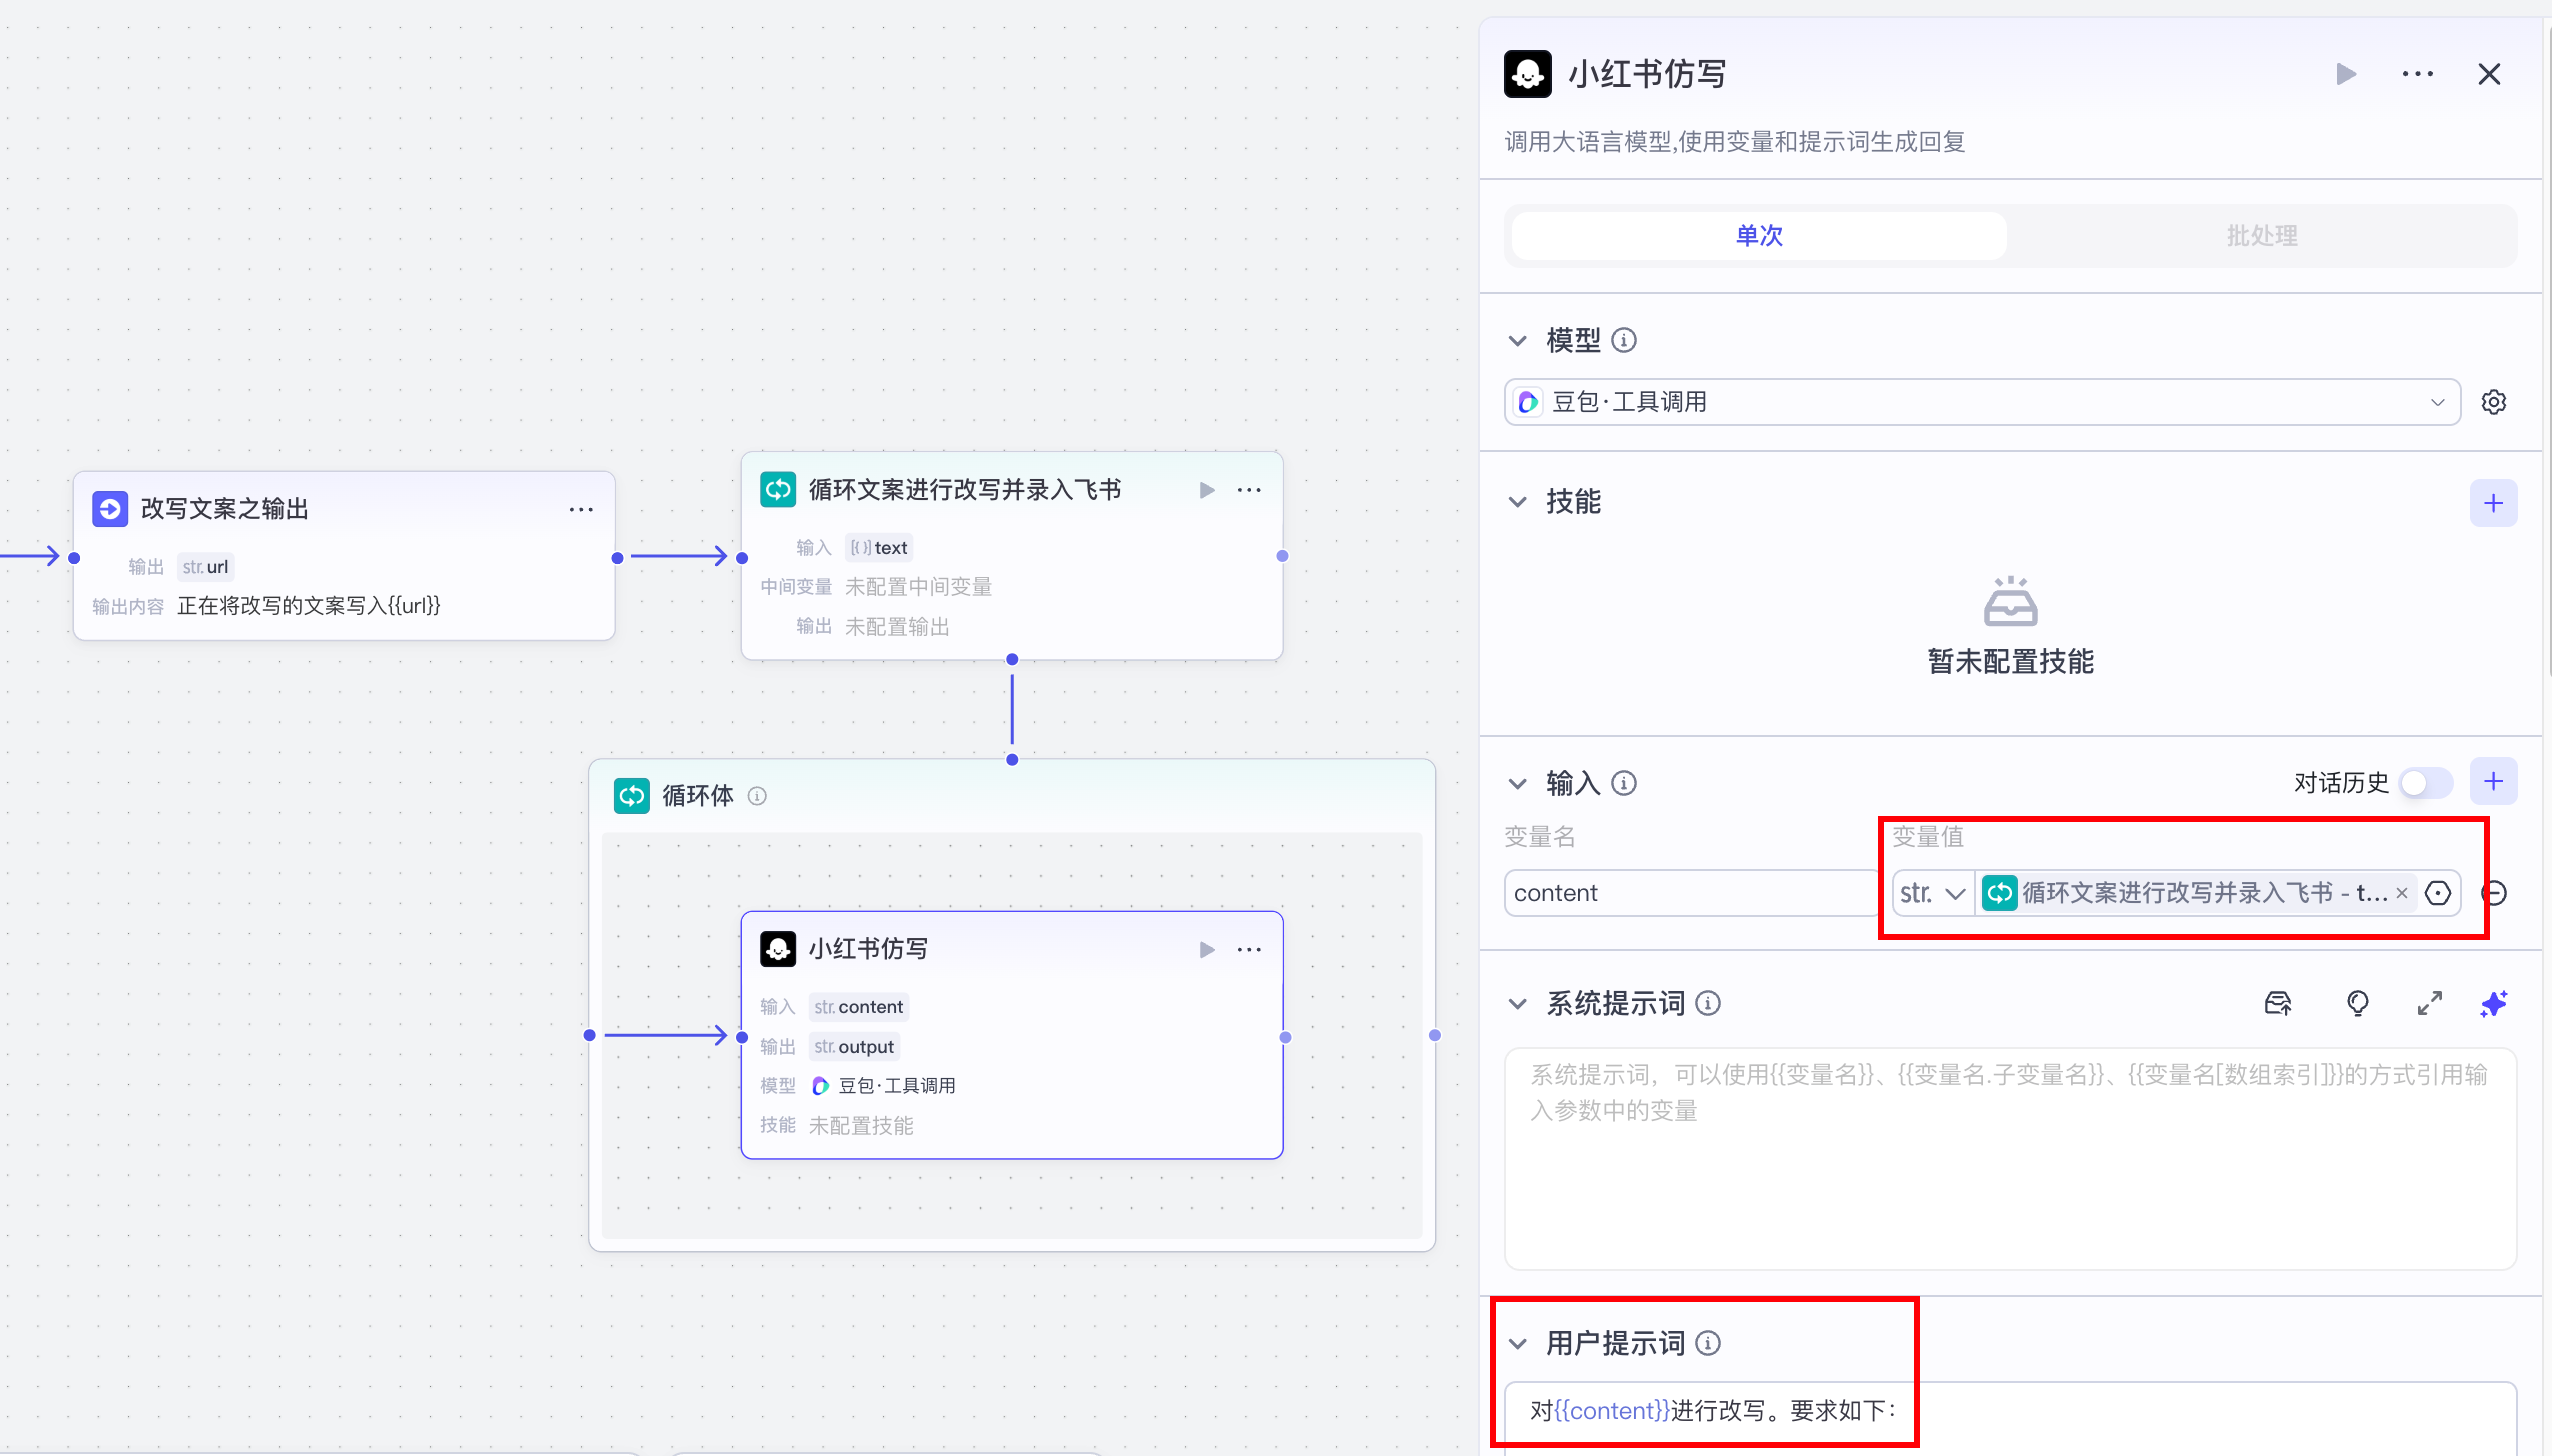 改写文案之输出
输出 str. url
输出内容 正在将改写的文案写入{{url}}
循环文案进行改写并录入飞书
输入 [{}] text
中间变量 未配置中间变量
输出 未配置输出
循环体
小红书仿写
输入 str. content
输出 str. output
模型 豆包·工具调用
技能 未配置技能
小红书仿写
调用大语言模型,使用变量和提示词生成回复
单次 批处理
模型
豆包·工具调用
技能
暂未配置技能
输入 对话历史
变量名 变量值
content str. 循环文案进行改写并录入飞书 - t...
系统提示词
系统提示词，可以使用{{变量名}}、{{变量名.子变量名}}、{{变量名[数组索引]}}的方式引用输
入参数中的变量
用户提示词
对{{content}}进行改写。要求如下：